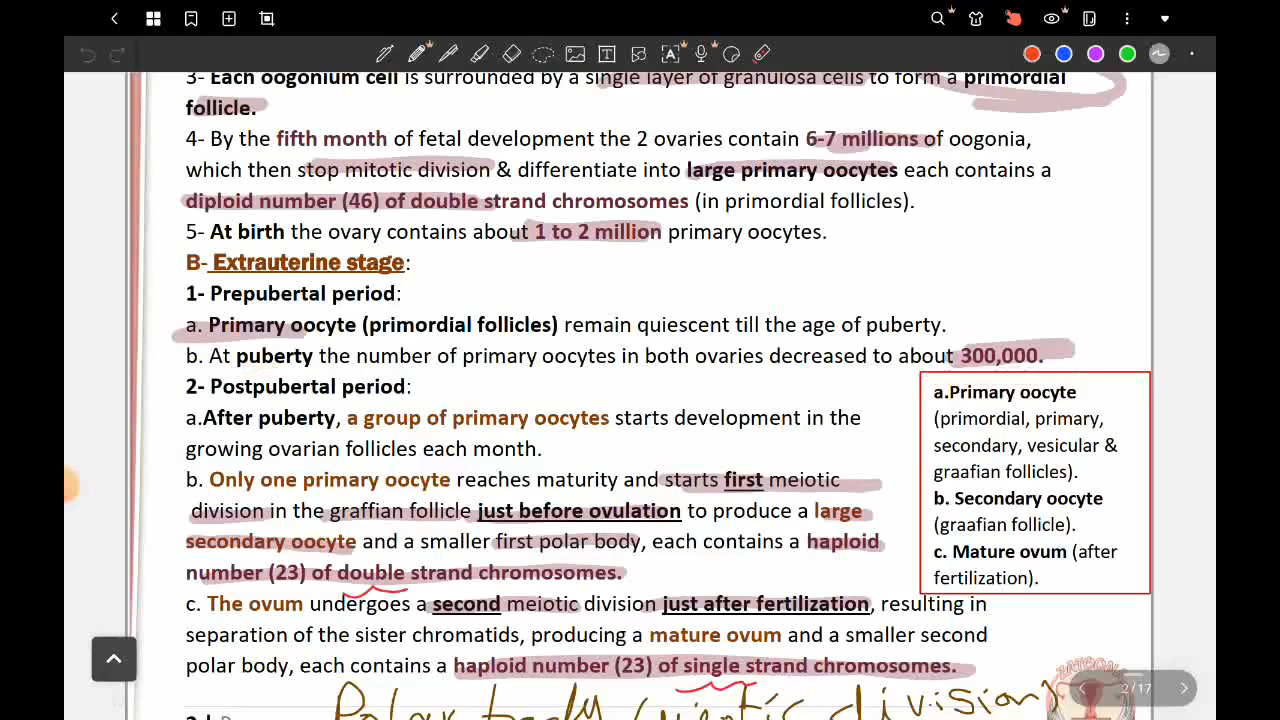 3- Each oogonium cell is surrounded by a single layer of granulosa cells to form a primordial
follicle.
4- By the fifth month of fetal development the 2 ovaries contain 6-7 millions of oogonia,
which then stop mitotic division & differentiate into large primary oocytes each contains a
diploid number (46) of double strand chromosomes (in primordial follicles).
5- At birth the ovary contains about 1 to 2 million primary oocytes.
B- Extrauterine stage:
1- Prepubertal period:
a. Primary oocyte (primordial follicles) remain quiescent till the age of puberty.
b. At puberty the number of primary oocytes in both ovaries decreased to about 300,000.
2- Postpubertal period:
a.After puberty, a group of primary oocytes starts development in the
growing ovarian follicles each month.
b. Only one primary oocyte reaches maturity and starts first meiotic
division in the graffian follicle just before ovulation to produce a large
secondary oocyte and a smaller first polar body, each contains a haploid
number (23) of double strand chromosomes.
c. The ovum undergoes a second meiotic division just after fertilization, resulting in
separation of the sister chromatids, producing a mature ovum and a smaller second
polar body, each contains a haploid number (23) of single strand chromosomes.
a.Primary oocyte
(primordial, primary,
secondary, vesicular &
graafian follicles).
b. Secondary oocyte
(graafian follicle).
c. Mature ovum (after
fertilization).
ZATOONA
2/17
Polar body (miotic division)